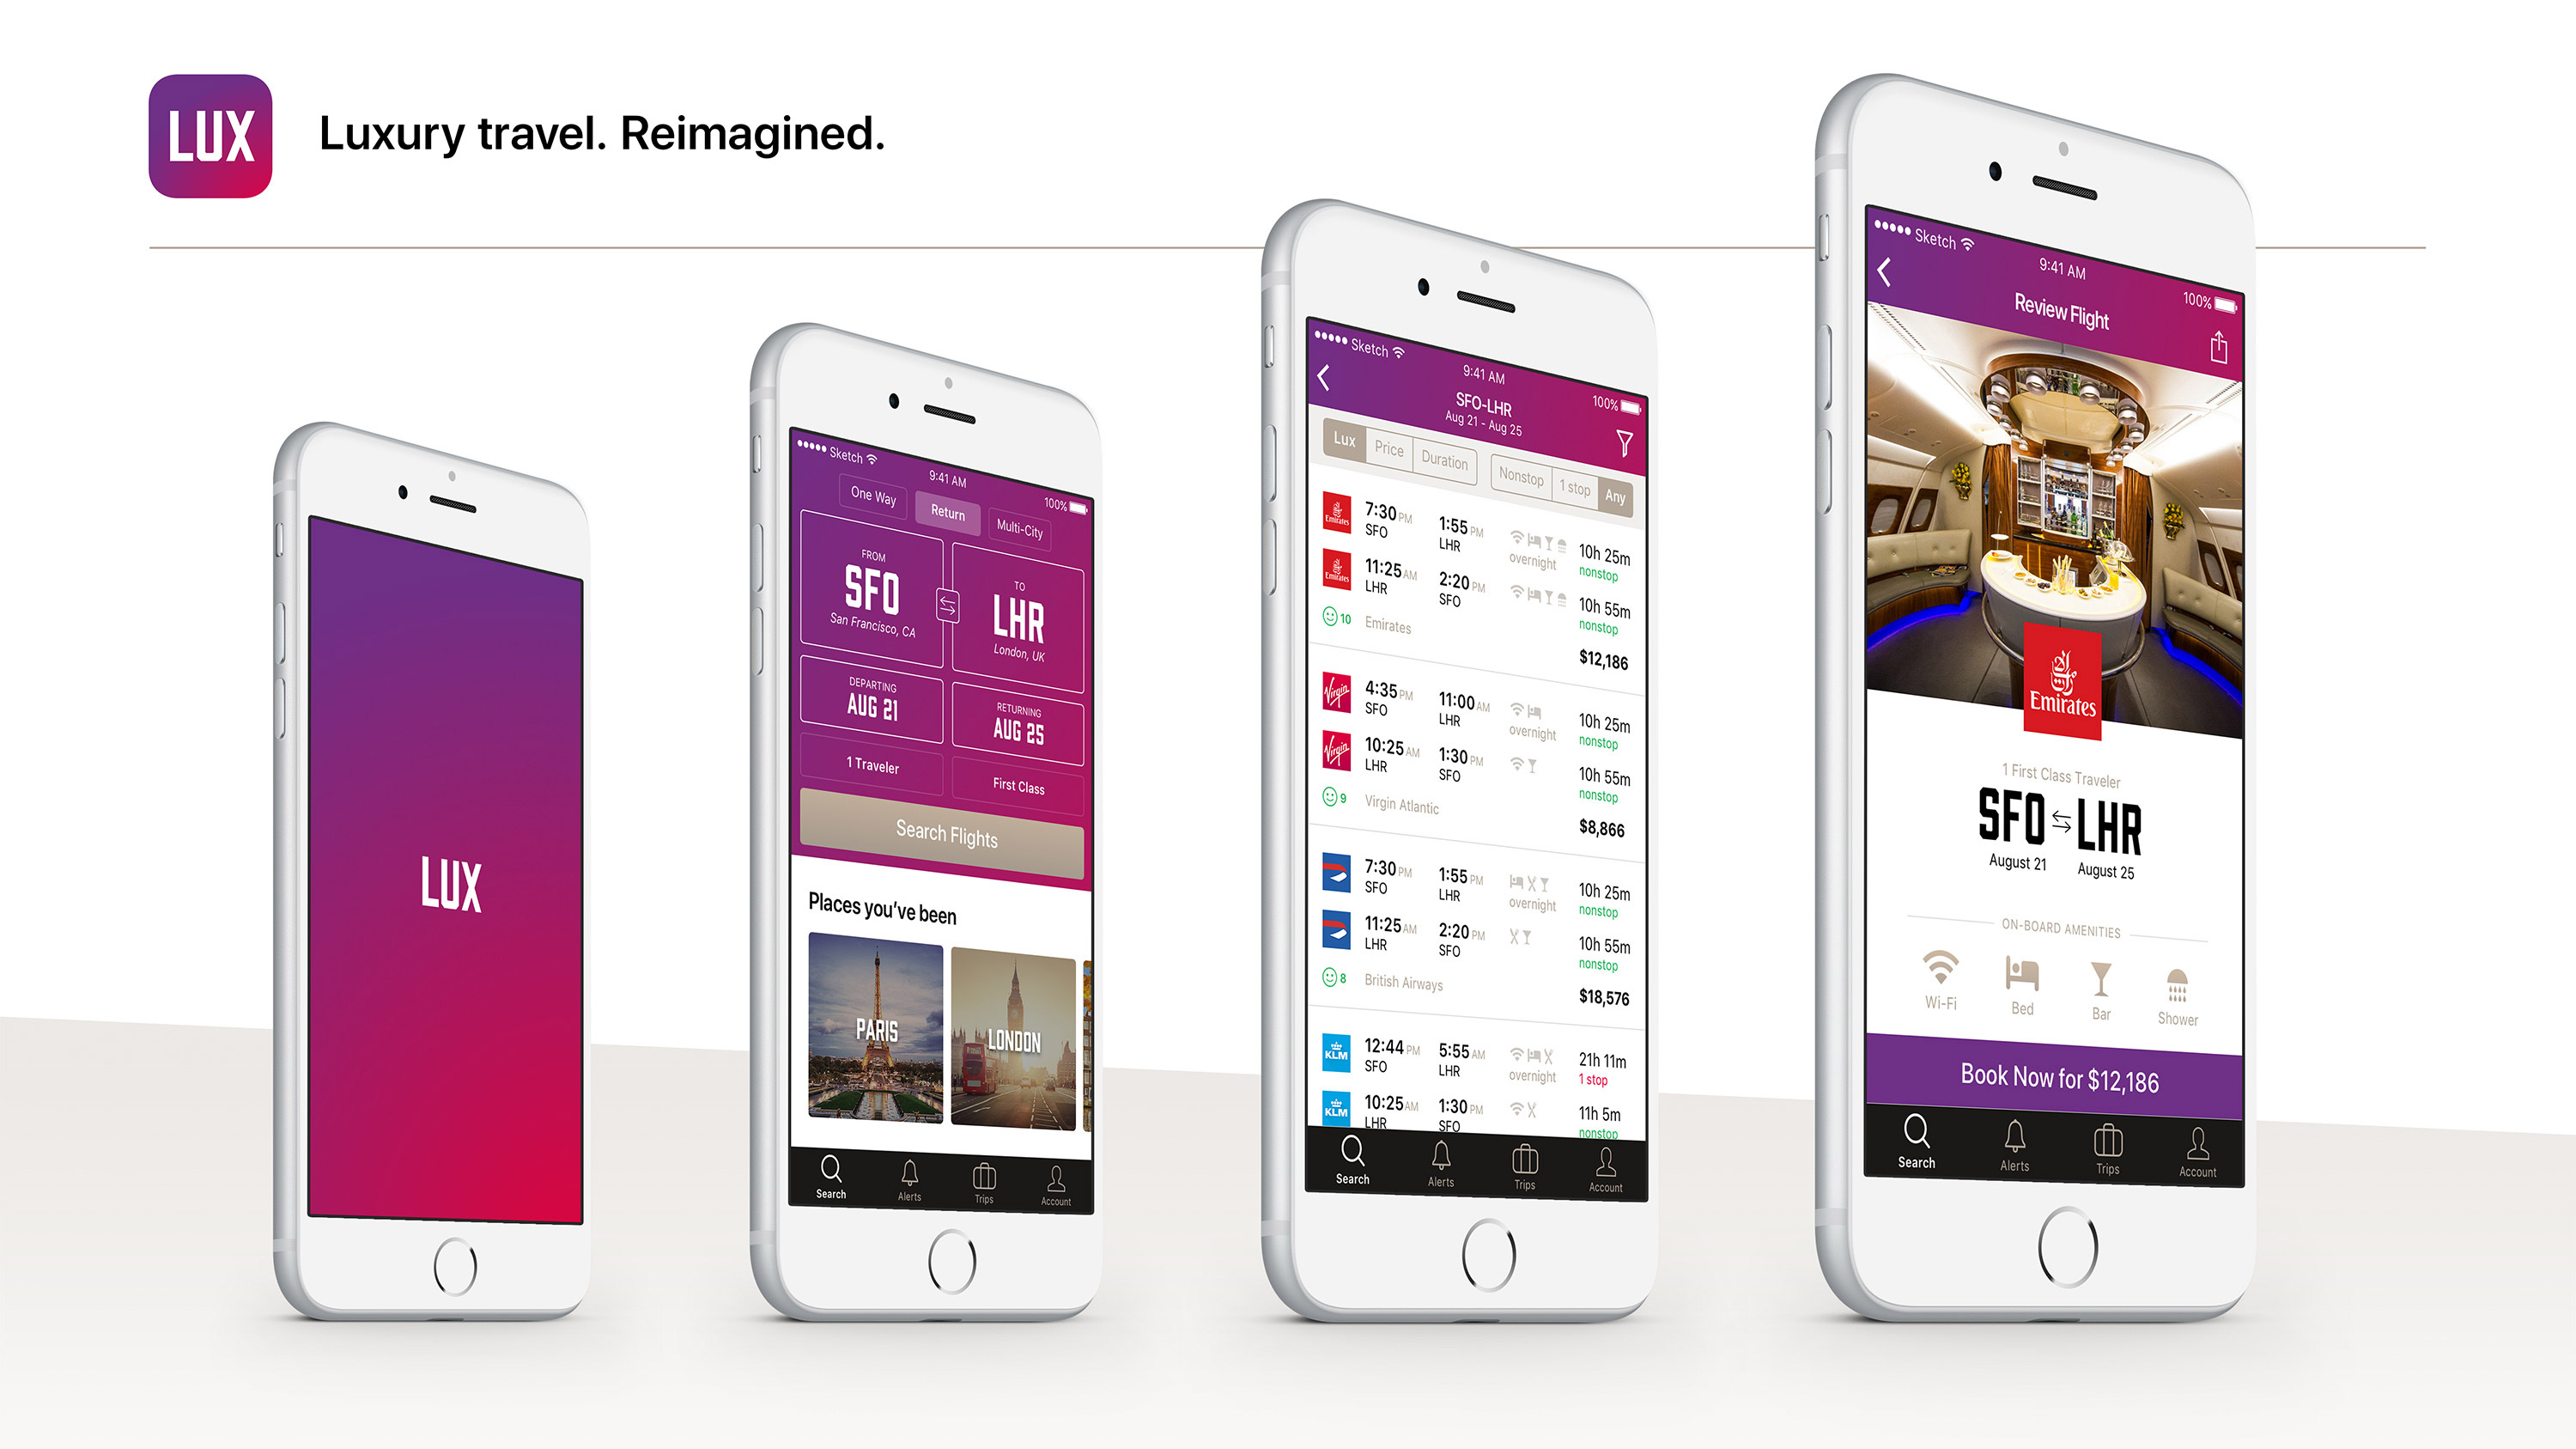 LUX
Luxury travel. Reimagined.
LUX
Sketch
9:41 AM
100%
One Way
Return
Multi-City
FROM
SFO
San Francisco, CA
TO
LHR
London, UK
DEPARTING
AUG 21
RETURNING
AUG 25
1 Traveler
First Class
Search Flights
Places you've been
PARIS
LONDON
Search
Alerts
Trips
Account
Sketch
9:41 AM
100%
SFO-LHR
Aug 21 - Aug 25
Lux
Price
Duration
Nonstop
1 stop
Any
Emirates
7:30 PM
SFO
1:55 PM
LHR
overnight
10h 25m
nonstop
Emirates
11:25 AM
LHR
2:20 PM
SFO
10h 55m
nonstop
10
Emirates
$12,186
Virgin
4:35 PM
SFO
11:00 AM
LHR
overnight
10h 25m
nonstop
Virgin
10:25 AM
LHR
1:30 PM
SFO
10h 55m
nonstop
9
Virgin Atlantic
$8,866
7:30 PM
SFO
1:55 PM
LHR
overnight
10h 25m
nonstop
11:25 AM
LHR
2:20 PM
SFO
10h 55m
nonstop
8
British Airways
$18,576
KLM
12:44 PM
SFO
5:55 AM
LHR
overnight
21h 11m
1 stop
KLM
10:25 AM
LHR
1:30 PM
SFO
11h 5m
nonstop
Search
Alerts
Trips
Account
Sketch
9:41 AM
100%
Review Flight
Emirates
1 First Class Traveler
SFO LHR
August 21 August 25
ON-BOARD AMENITIES
Wi-Fi
Bed
Bar
Shower
Book Now for $12,186
Search
Alerts
Trips
Account